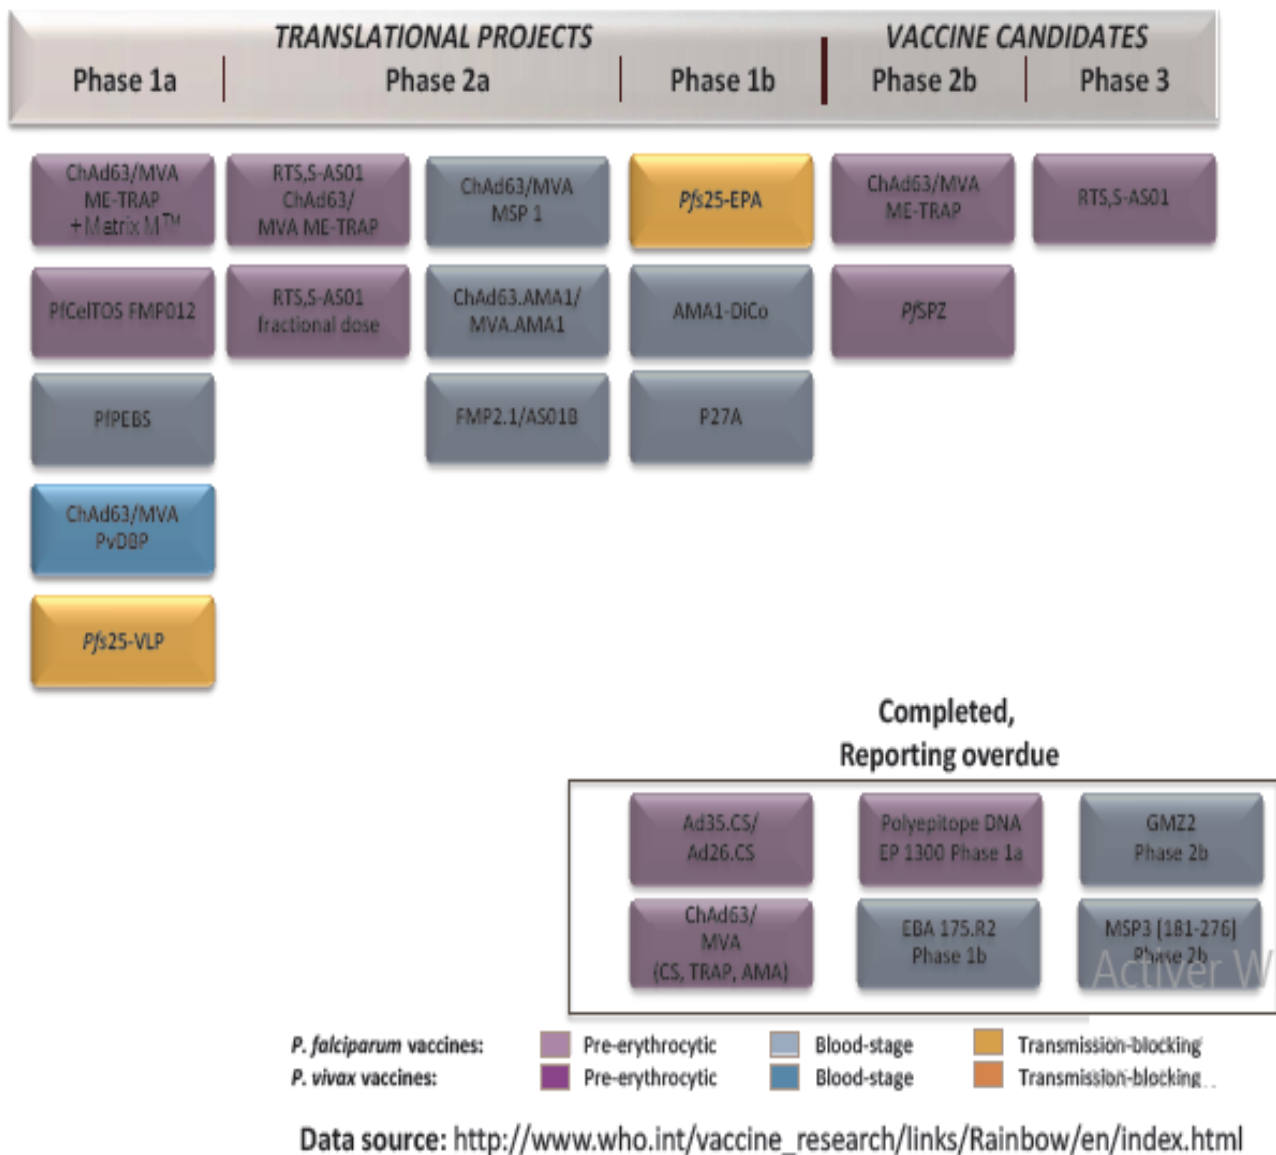 TRANSLATIONAL PROJECTS
VACCINE CANDIDATES
Phase 1a
Phase 2a
Phase 1b
Phase 2b
Phase 3
ChAd63/MVA
ME-TRAP
+Matrix M™
RTS,S-AS01
ChAd63/
MVA ME-TRAP
ChAd63/MVA
MSP 1
Pfs25-EPA
ChAd63/MVA
ME-TRAP
RTS,S-AS01
PfCelTOS FMP012
RTS,S-AS01
fractional dose
ChAd63.AMA1/
MVA.AMA1
AMA1-DiCo
PfSPZ
PfPEBS
FMP2.1/AS01B
P27A
ChAd63/MVA
PvDBP
Pfs25-VLP
Completed,
Reporting overdue
Ad35.CS/
Ad26.CS
Polyepitope DNA
EP 1300 Phase 1a
GMZ2
Phase 2b
ChAd63/
MVA
(CS, TRAP, AMA)
EBA 175.R2
Phase 1b
MSP3 [181-276]
Phase 2b
Activer W
P. falciparum vaccines: Pre-erythrocytic Blood-stage Transmission-blocking
P. vivax vaccines: Pre-erythrocytic Blood-stage Transmission-blocking
Data source: http://www.who.int/vaccine_research/links/Rainbow/en/index.html